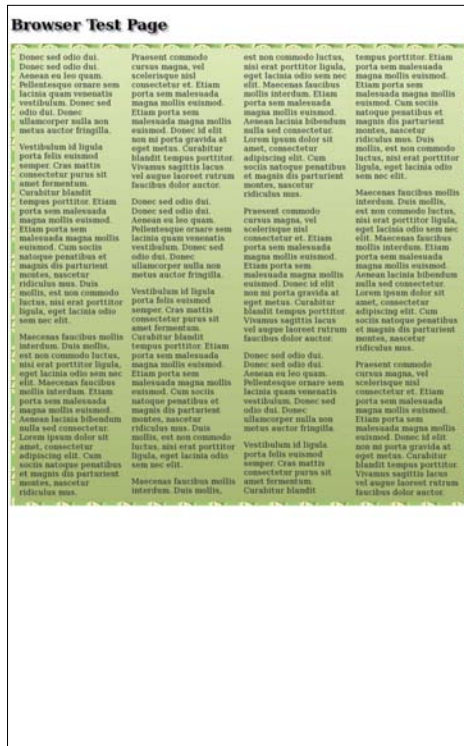 Browser Test Page
Donec sed odio dui.
Donec sed odio dui.
Aenean eu leo quam.
Pellentesque ornare sem
lacinia quam venenatis
vestibulum. Donec sed
odio dui. Donec
ullamcorper nulla non
metus auctor fringilla.
Vestibulum id ligula
porta felis euismod
semper. Cras mattis
consectetur purus sit
amet fermentum.
Curabitur blandit
tempus porttitor. Etiam
porta sem malesuada
magna mollis euismod.
Etiam porta sem
malesuada magna mollis
euismod. Cum sociis
natoque penatibus et
magnis dis parturient
montes, nascetur
ridiculus mus. Duis
mollis, est non commodo
luctus, nisi erat porttitor
ligula, eget lacinia odio
sem nec elit.
Maecenas faucibus mollis
interdum. Duis mollis,
est non commodo luctus,
nisi erat porttitor ligula,
eget lacinia odio sem nec
elit. Maecenas faucibus
mollis interdum. Etiam
porta sem malesuada
magna mollis euismod.
Aenean lacinia bibendum
nulla sed consectetur.
Lorem ipsum dolor sit
amet, consectetur
adipiscing elit. Cum
sociis natoque penatibus
et magnis dis parturient
montes, nascetur
ridiculus mus.
Praesent commodo
cursus magna, vel
scelerisque nisl
consectetur et. Etiam
porta sem malesuada
magna mollis euismod.
Etiam porta sem
malesuada magna mollis
euismod. Donec id elit
non mi porta gravida at
eget metus. Curabitur
blandit tempus porttitor.
Vivamus sagittis lacus
vel augue laoreet rutrum
faucibus dolor auctor.
Donec sed odio dui.
Donec sed odio dui.
Aenean eu leo quam.
Pellentesque ornare sem
lacinia quam venenatis
vestibulum. Donec sed
odio dui. Donec
ullamcorper nulla non
metus auctor fringilla.
Vestibulum id ligula
porta felis euismod
semper. Cras mattis
consectetur purus sit
amet fermentum.
Curabitur blandit
tempus porttitor. Etiam
porta sem malesuada
magna mollis euismod.
Etiam porta sem
malesuada magna mollis
euismod. Cum sociis
natoque penatibus et
magnis dis parturient
montes, nascetur
ridiculus mus. Duis
mollis, est non commodo
luctus, nisi erat porttitor
ligula, eget lacinia odio
sem nec elit.
Maecenas faucibus mollis
interdum. Duis mollis,
est non commodo luctus,
nisi erat porttitor ligula,
eget lacinia odio sem nec
elit. Maecenas faucibus
mollis interdum. Etiam
porta sem malesuada
magna mollis euismod.
Aenean lacinia bibendum
nulla sed consectetur.
Lorem ipsum dolor sit
amet, consectetur
adipiscing elit. Cum
sociis natoque penatibus
et magnis dis parturient
montes, nascetur
ridiculus mus.
Praesent commodo
cursus magna, vel
scelerisque nisl
consectetur et. Etiam
porta sem malesuada
magna mollis euismod.
Etiam porta sem
malesuada magna mollis
euismod. Donec id elit
non mi porta gravida at
eget metus. Curabitur
blandit tempus porttitor.
Vivamus sagittis lacus
vel augue laoreet rutrum
faucibus dolor auctor.
Donec sed odio dui.
Donec sed odio dui.
Aenean eu leo quam.
Pellentesque ornare sem
lacinia quam venenatis
vestibulum. Donec sed
odio dui. Donec
ullamcorper nulla non
metus auctor fringilla.
Vestibulum id ligula
porta felis euismod
semper. Cras mattis
consectetur purus sit
amet fermentum.
Curabitur blandit
tempus porttitor. Etiam
porta sem malesuada
magna mollis euismod.
Etiam porta sem
malesuada magna mollis
euismod. Cum sociis
natoque penatibus et
magnis dis parturient
montes, nascetur
ridiculus mus. Duis
mollis, est non commodo
luctus, nisi erat porttitor
ligula, eget lacinia odio
sem nec elit.
Maecenas faucibus mollis
interdum. Duis mollis,
est non commodo luctus,
nisi erat porttitor ligula,
eget lacinia odio sem nec
elit. Maecenas faucibus
mollis interdum. Etiam
porta sem malesuada
magna mollis euismod.
Aenean lacinia bibendum
nulla sed consectetur.
Lorem ipsum dolor sit
amet, consectetur
adipiscing elit. Cum
sociis natoque penatibus
et magnis dis parturient
montes, nascetur
ridiculus mus.
Praesent commodo
cursus magna, vel
scelerisque nisl
consectetur et. Etiam
porta sem malesuada
magna mollis euismod.
Etiam porta sem
malesuada magna mollis
euismod. Donec id elit
non mi porta gravida at
eget metus. Curabitur
blandit tempus porttitor.
Vivamus sagittis lacus
vel augue laoreet rutrum
faucibus dolor auctor.